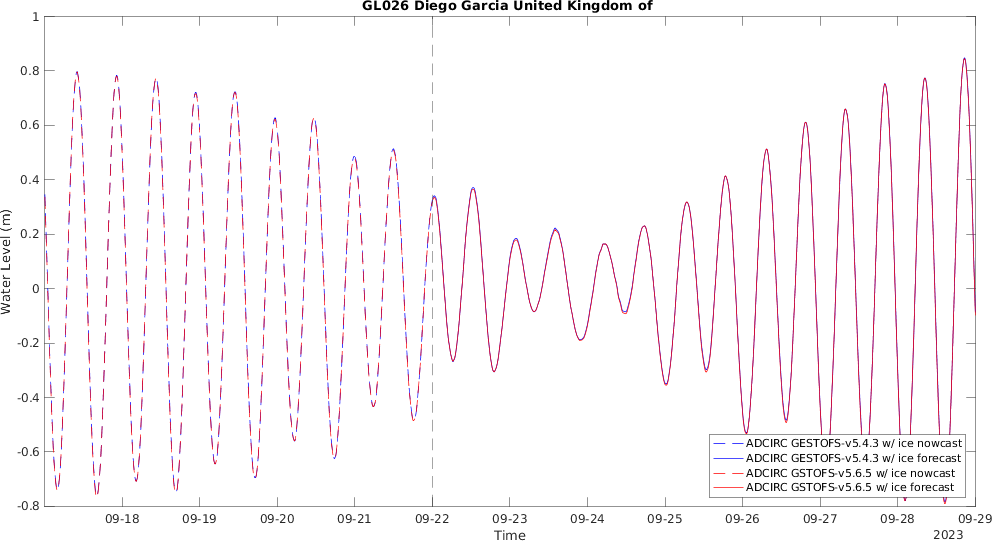 GL026 Diego Garcia United Kingdom of
1
0.8
0.6
0.4
0.2
0
-0.2
-0.4
-0.6
-0.8
Water Level (m)
ADCIRC GESTOFS-v5.4.3 w/ ice nowcast
ADCIRC GESTOFS-v5.4.3 w/ ice forecast
ADCIRC GSTOFS-v5.6.5 w/ ice nowcast
ADCIRC GSTOFS-v5.6.5 w/ ice forecast
09-18 09-19 09-20 09-21 09-22 09-23 09-24 09-25 09-26 09-27 09-28 09-29
Time
2023